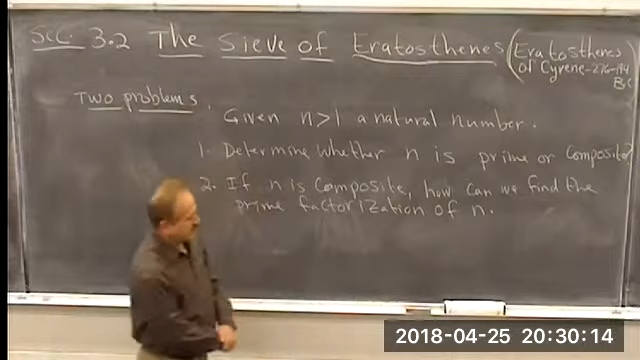 Sec. 3.2 The Sieve of Eratosthenes (Eratosthenes
of Cyrene-276-194
BC
Two problems.
Given n>1 a natural number.
1. Determine whether n is prime or composite?
2. If n is composite, how can we find the
prime factorization of n.
2018-04-25 20:30:14